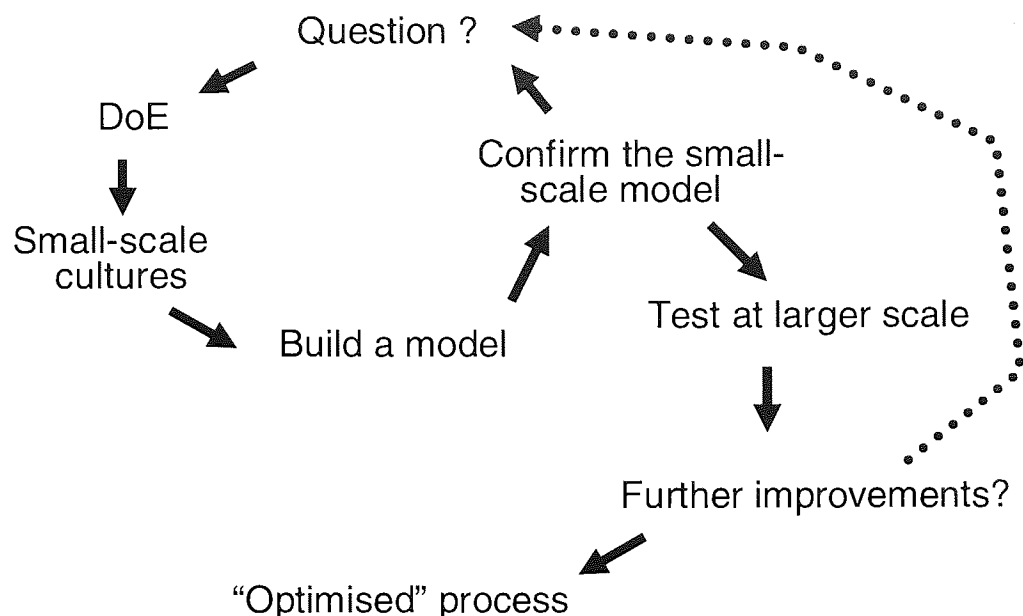 Question ?
DoE
Small-scale
cultures
Build a model
Confirm the small-
scale model
Test at larger scale
Further improvements?
“Optimised” process